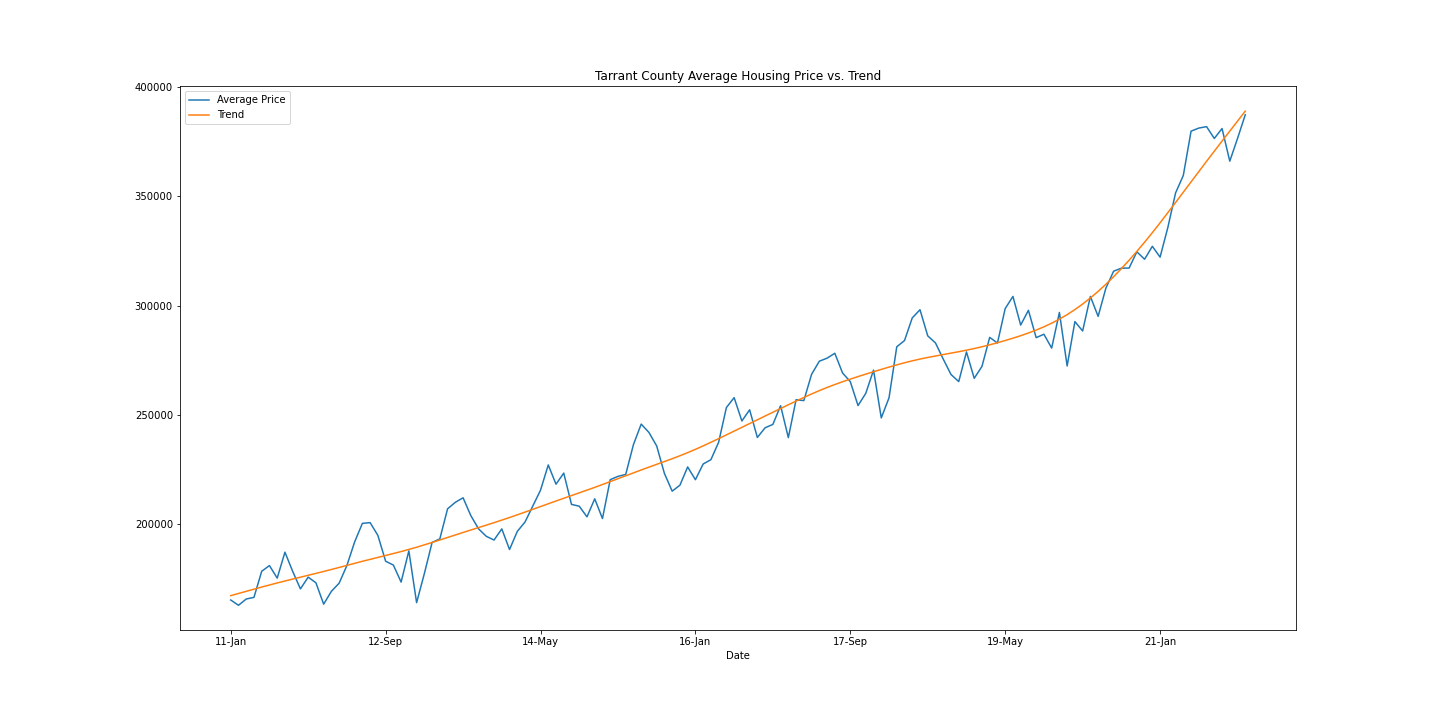 Tarrant County Average Housing Price vs. Trend
400000
Average Price
Trend
350000
300000
250000
200000
11-Jan 12-Sep 14-May 16-Jan 17-Sep 19-May 21-Jan
Date